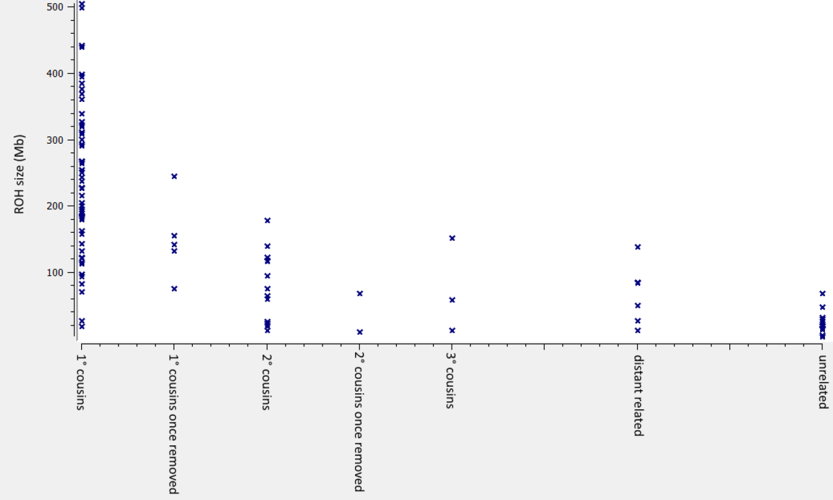 500
400
300
200
100
ROH size (Mb)
1° cousins
1° cousins once removed
2° cousins
2° cousins once removed
3° cousins
distant related
unrelated